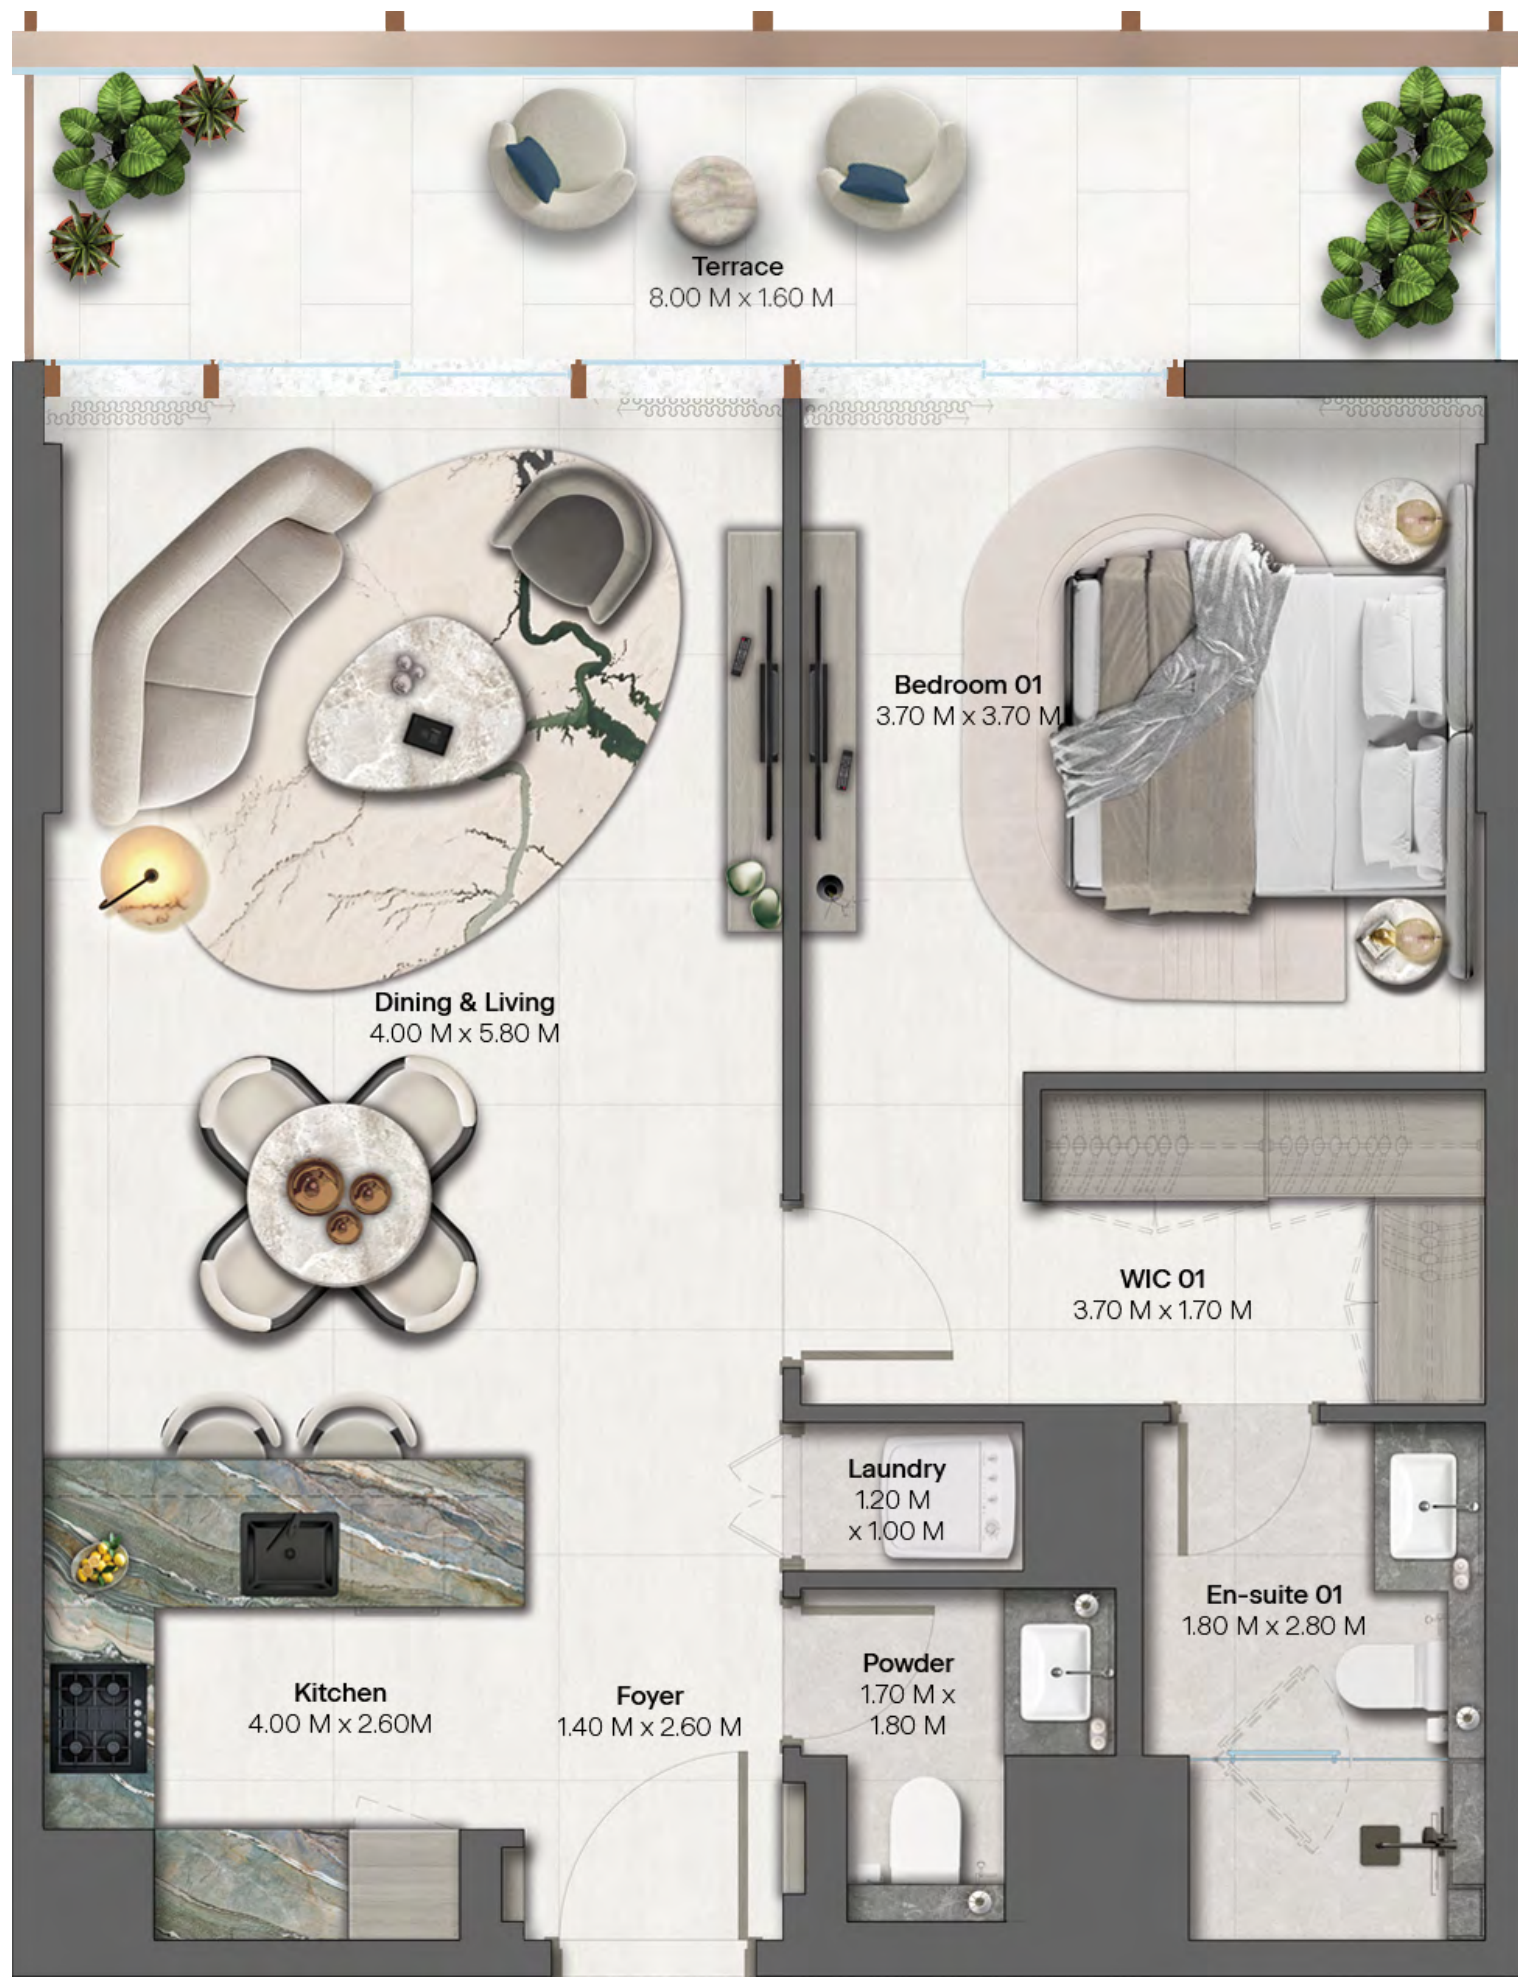 Terrace
8.00 M x 1.60 M
Bedroom 01
3.70 M x 3.70 M
Dining & Living
4.00 M x 5.80 M
WIC 01
3.70 M x 1.70 M
Laundry
1.20 M
x 1.00 M
En-suite 01
1.80 M x 2.80 M
Powder
1.70 M x
1.80 M
Kitchen
4.00 M x 2.60M
Foyer
1.40 M x 2.60 M